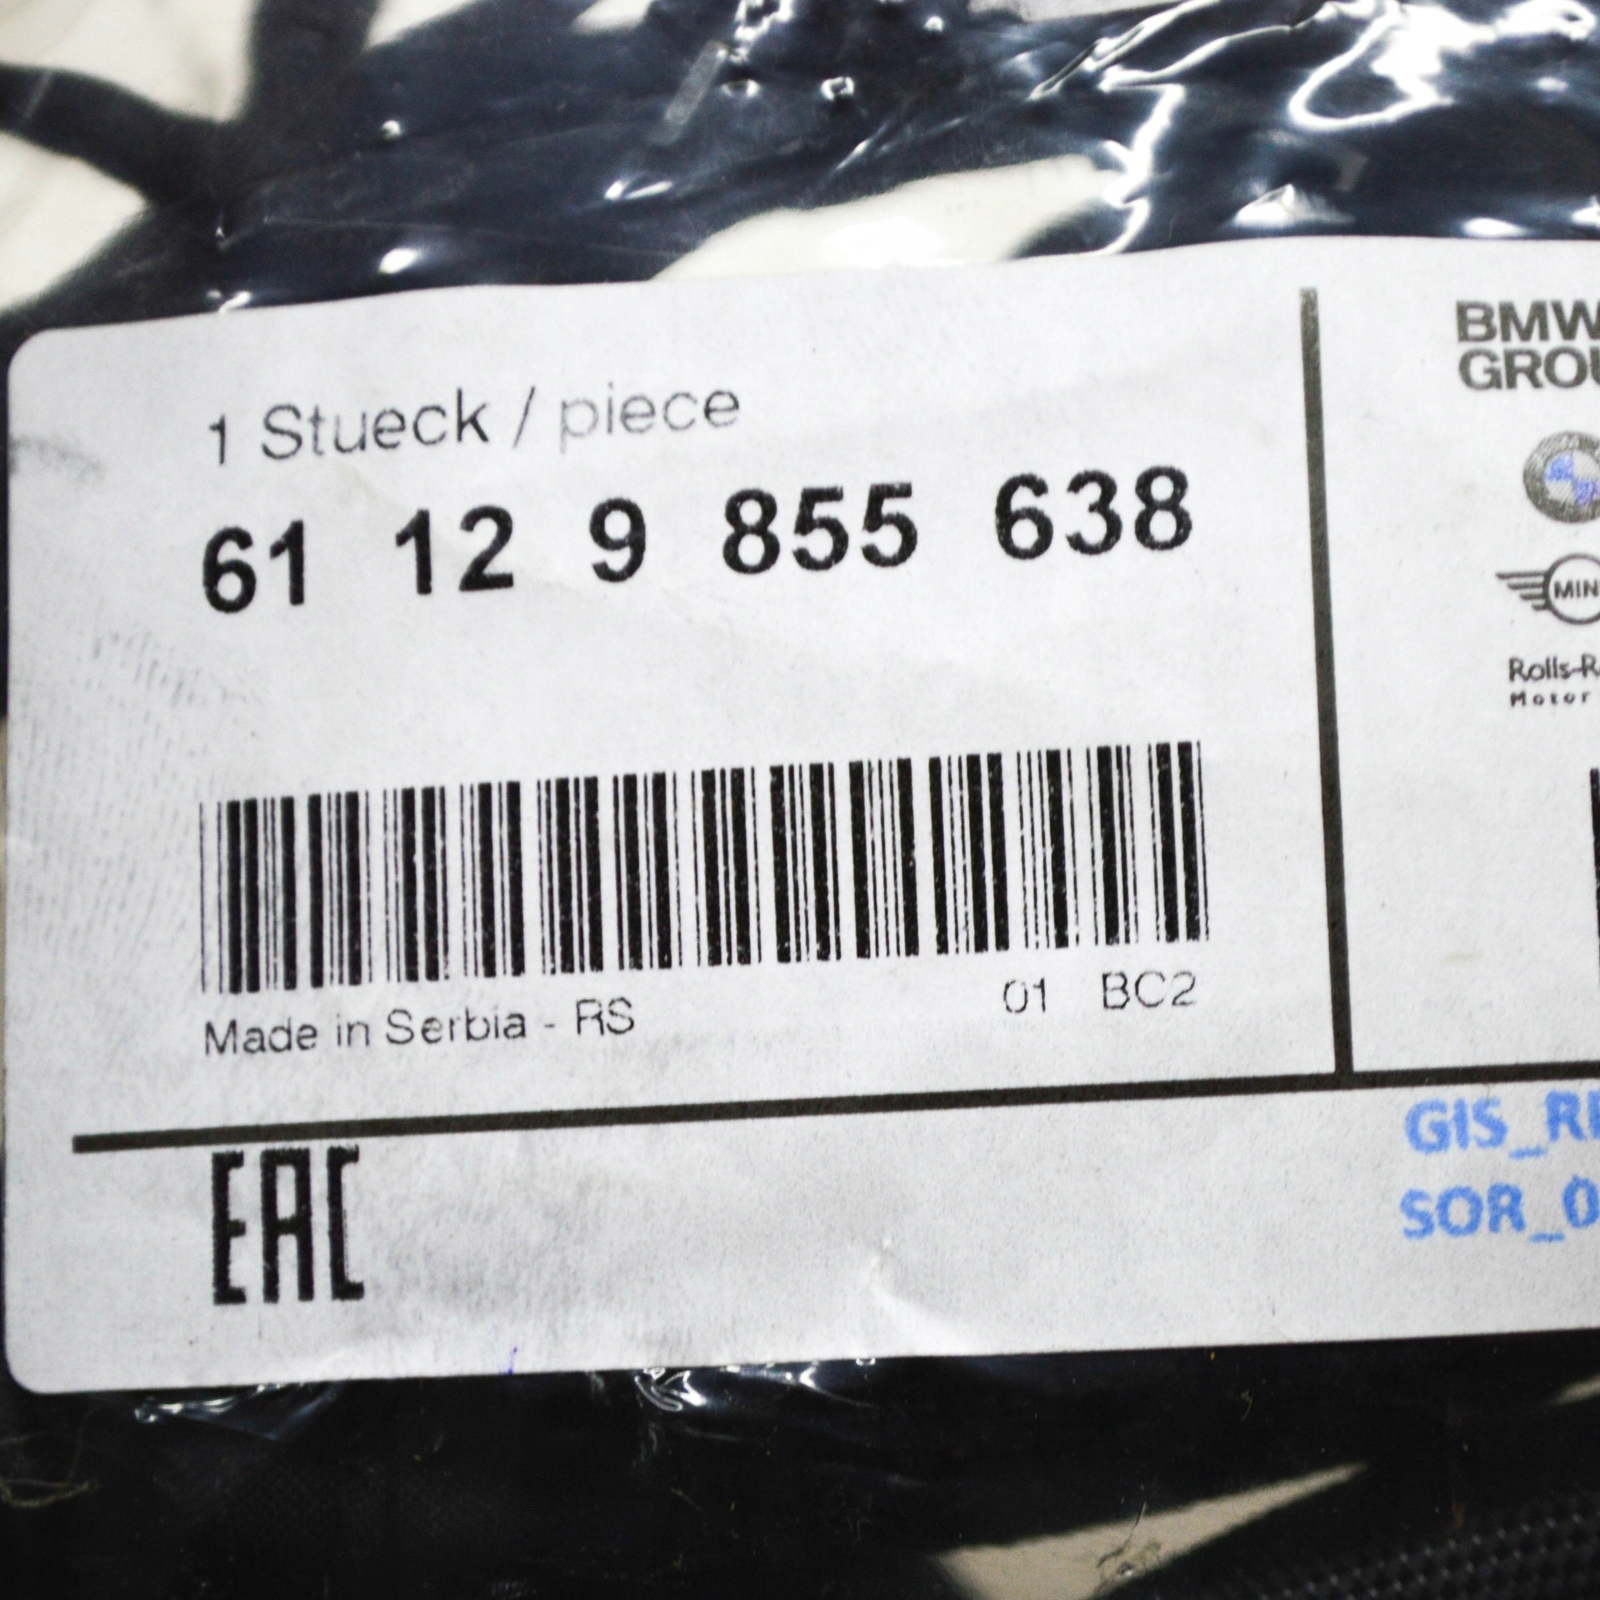 1 Stueck / piece
61 12 9 855 638
Made in Serbia - RS
01 BC2
EAC
BMW
GROU
MIN
Rolls-R
Motor
GIS_R
SOR_0